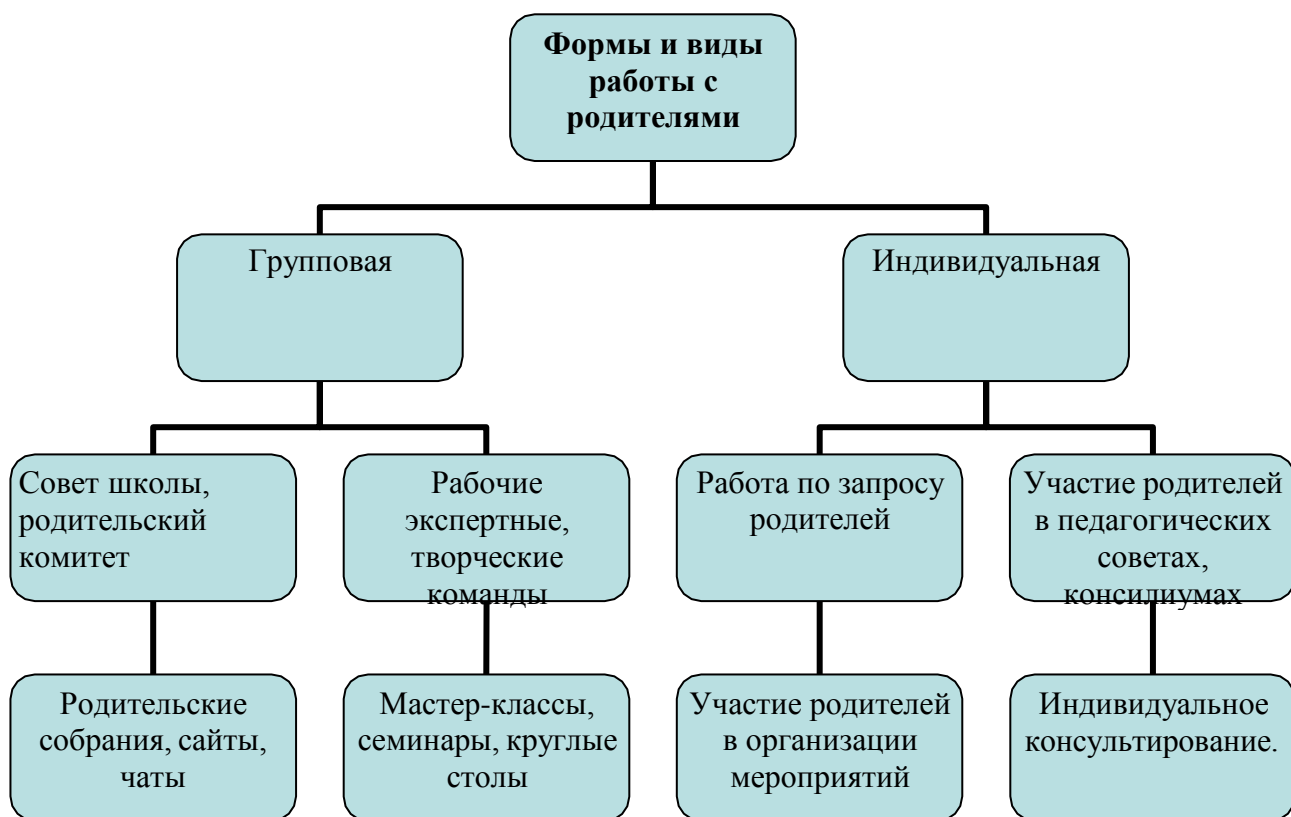 Формы и виды
работы с
родителями
Групповая
Индивидуальная
Совет школы,
родительский
комитет
Рабочие
экспертные,
творческие
команды
Работа по запросу
родителей
Участие родителей
в педагогических
советах,
консилиумах
Родительские
собрания, сайты,
чаты
Мастер-классы,
семинары, круглые
столы
Участие родителей
в организации
мероприятий
Индивидуальное
консультирование.